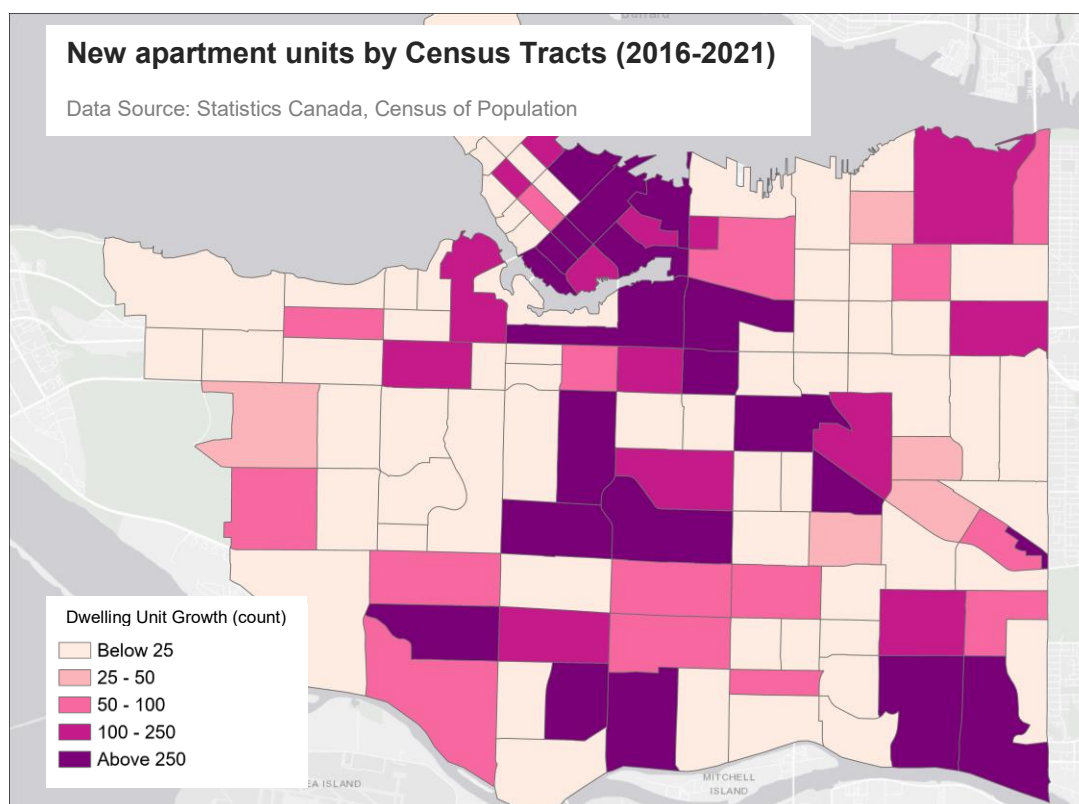 New apartment units by Census Tracts (2016-2021)
Data Source: Statistics Canada, Census of Population
Dwelling Unit Growth (count)
Below 25
25 - 50
50 - 100
100 - 250
Above 250
ISLAND
MITCHELL
ISLAND